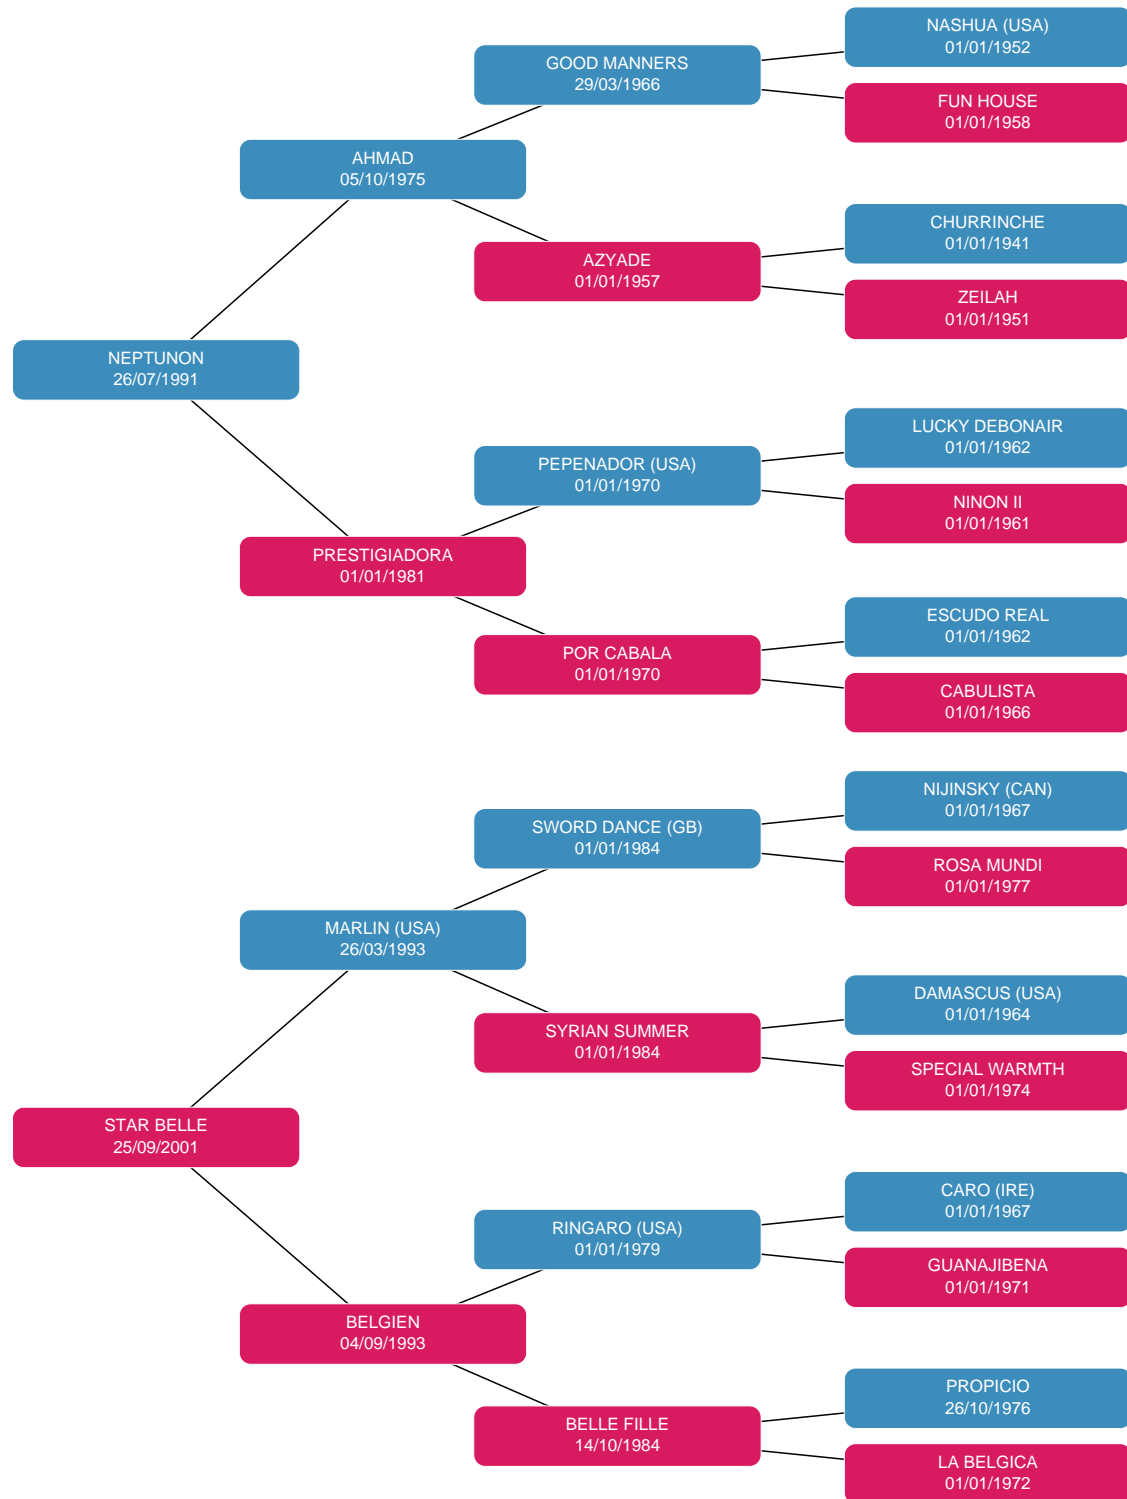 NASHUA (USA)
01/01/1952
GOOD MANNERS
29/03/1966
FUN HOUSE
01/01/1958
AHMAD
05/10/1975
CHURRINCHE
01/01/1941
AZYADE
01/01/1957
ZEILAH
01/01/1951
NEPTUNON
26/07/1991
LUCKY DEBONAIR
01/01/1962
PEPENADOR (USA)
01/01/1970
NINON II
01/01/1961
PRESTIGIADORA
01/01/1981
ESCUDO REAL
01/01/1962
POR CABALA
01/01/1970
CABULISTA
01/01/1966
NIJINSKY (CAN)
01/01/1967
SWORD DANCE (GB)
01/01/1984
ROSA MUNDI
01/01/1977
MARLIN (USA)
26/03/1993
DAMASCUS (USA)
01/01/1964
SYRIAN SUMMER
01/01/1984
SPECIAL WARMTH
01/01/1974
STAR BELLE
25/09/2001
CARO (IRE)
01/01/1967
RINGARO (USA)
01/01/1979
GUANAJIBENA
01/01/1971
BELGIEN
04/09/1993
PROPICIO
26/10/1976
BELLE FILLE
14/10/1984
LA BELGICA
01/01/1972